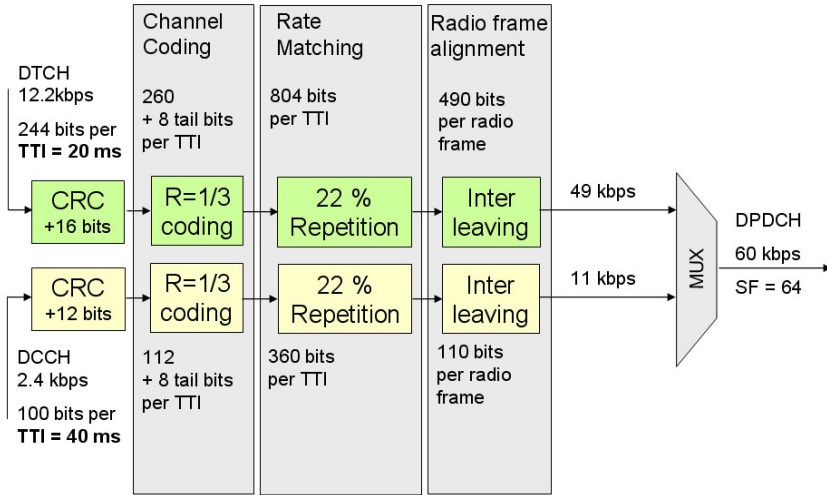 Channel
Coding
Rate
Matching
Radio frame
alignment
DTCH
12.2kbps
244 bits per
TTI = 20 ms
260
+ 8 tail bits
per TTI
804 bits
per TTI
490 bits
per radio
frame
CRC
+16 bits
R=1/3
coding
22 %
Repetition
Inter
leaving
49 kbps
CRC
+12 bits
R=1/3
coding
22 %
Repetition
Inter
leaving
11 kbps
MUX
DPDCH
60 kbps
SF = 64
DCCH
2.4 kbps
100 bits per
TTI = 40 ms
112
+ 8 tail bits
per TTI
360 bits
per TTI
110 bits
per radio
frame